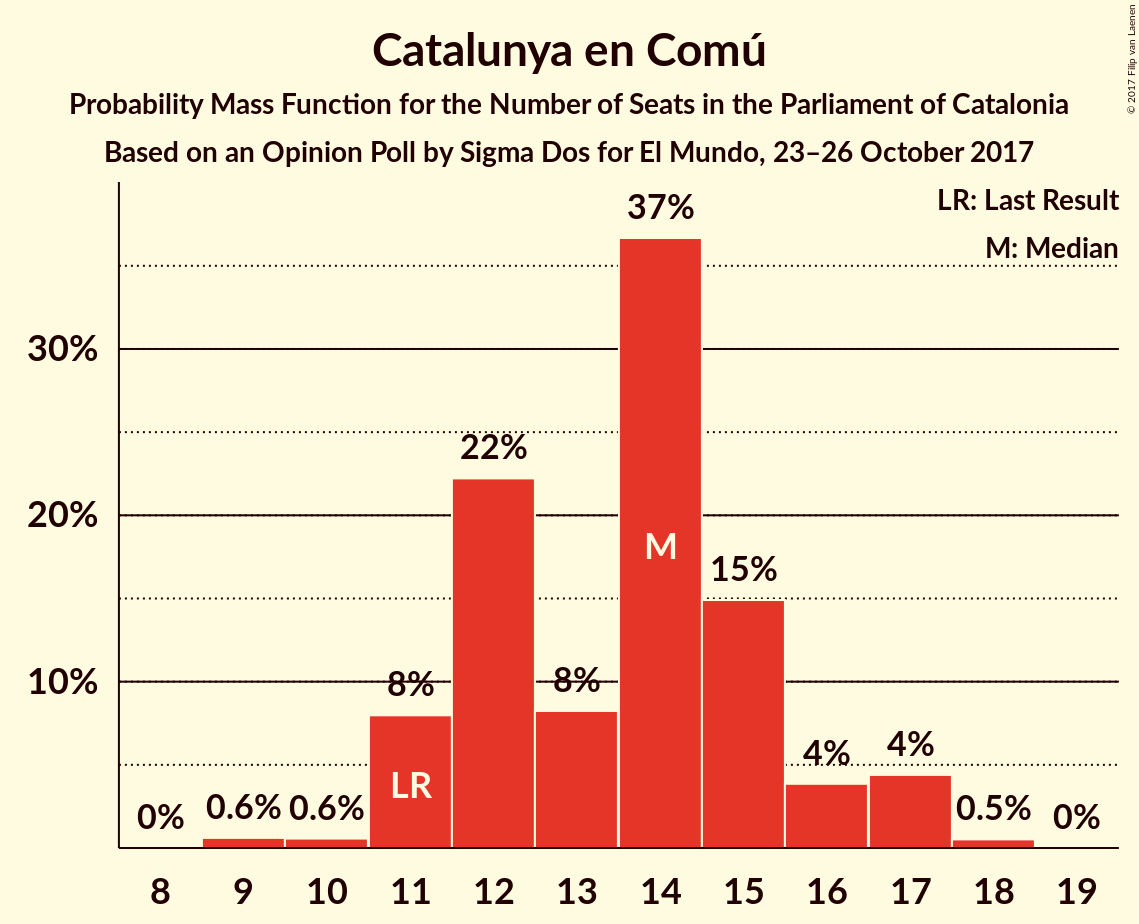 Catalunya en Comú
Probability Mass Function for the Number of Seats in the Parliament of Catalonia
Based on an Opinion Poll by Sigma Dos for El Mundo, 23–26 October 2017
© 2017 Filip van Laenen
LR: Last Result
M: Median
30%
20%
10%
0%
0.6%
0.6%
8%
22%
8%
37%
15%
4%
4%
0.5%
0%
LR
M
8 9 10 11 12 13 14 15 16 17 18 19